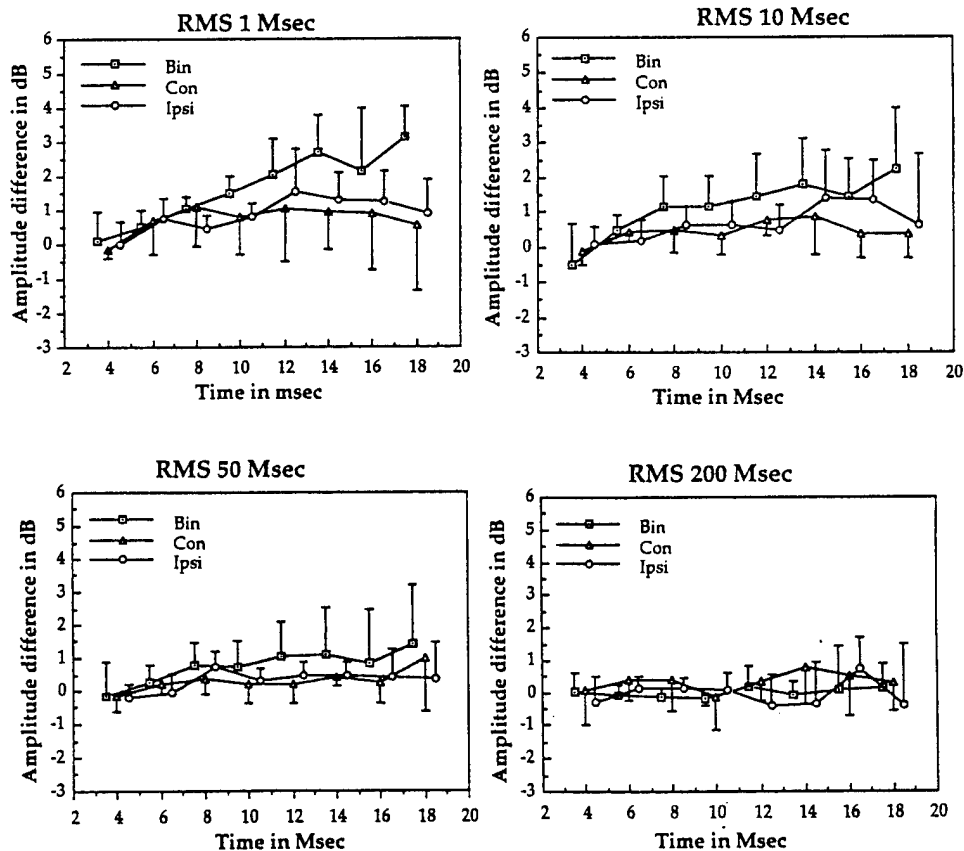 RMS 1 Msec
Amplitude difference in dB
6
5
4
3
2
1
0
-1
-2
-3
Bin
Con
Ipsi
2 4 6 8 10 12 14 16 18 20
Time in msec
RMS 10 Msec
Amplitude difference in dB
6
5
4
3
2
1
0
-1
-2
-3
Bin
Con
Ipsi
2 4 6 8 10 12 14 16 18 20
Time in Msec
RMS 50 Msec
Amplitude difference in dB
6
5
4
3
2
1
0
-1
-2
-3
Bin
Con
Ipsi
2 4 6 8 10 12 14 16 18 20
Time in Msec
RMS 200 Msec
Amplitude difference in dB
6
5
4
3
2
1
0
-1
-2
-3
Bin
Con
Ipsi
2 4 6 8 10 12 14 16 18 20
Time in Msec